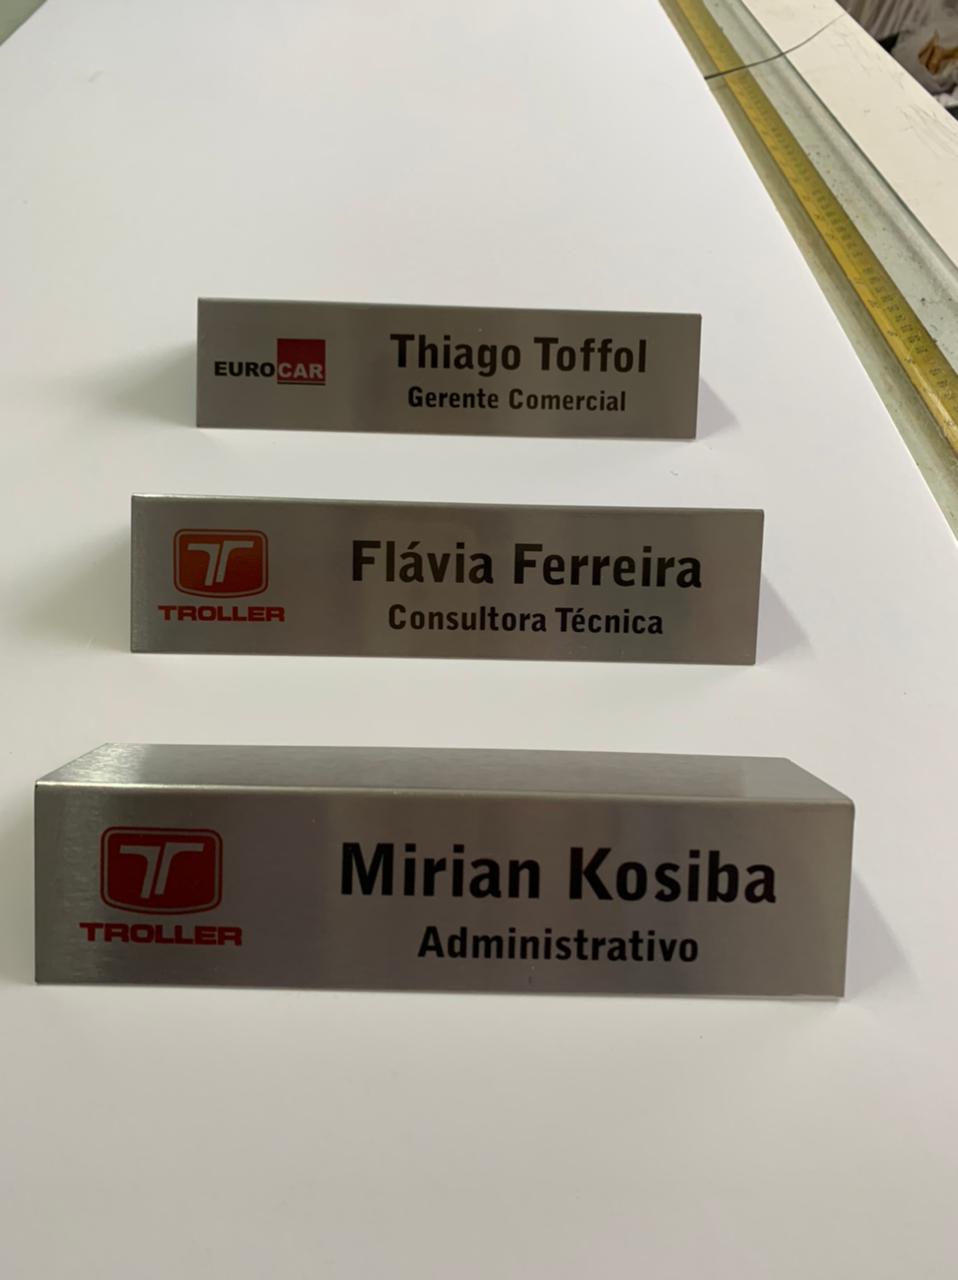 EUROCAR
Thiago Toffol
Gerente Comercial
TROLLER
Flávia Ferreira
Consultora Técnica
TROLLER
Mirian Kosiba
Administrativo